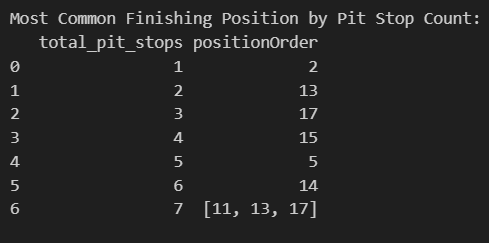 Most Common Finishing Position by Pit Stop Count:
total_pit_stops positionOrder
0 1 2
1 2 13
2 3 17
3 4 15
4 5 5
5 6 14
6 7 [11, 13, 17]